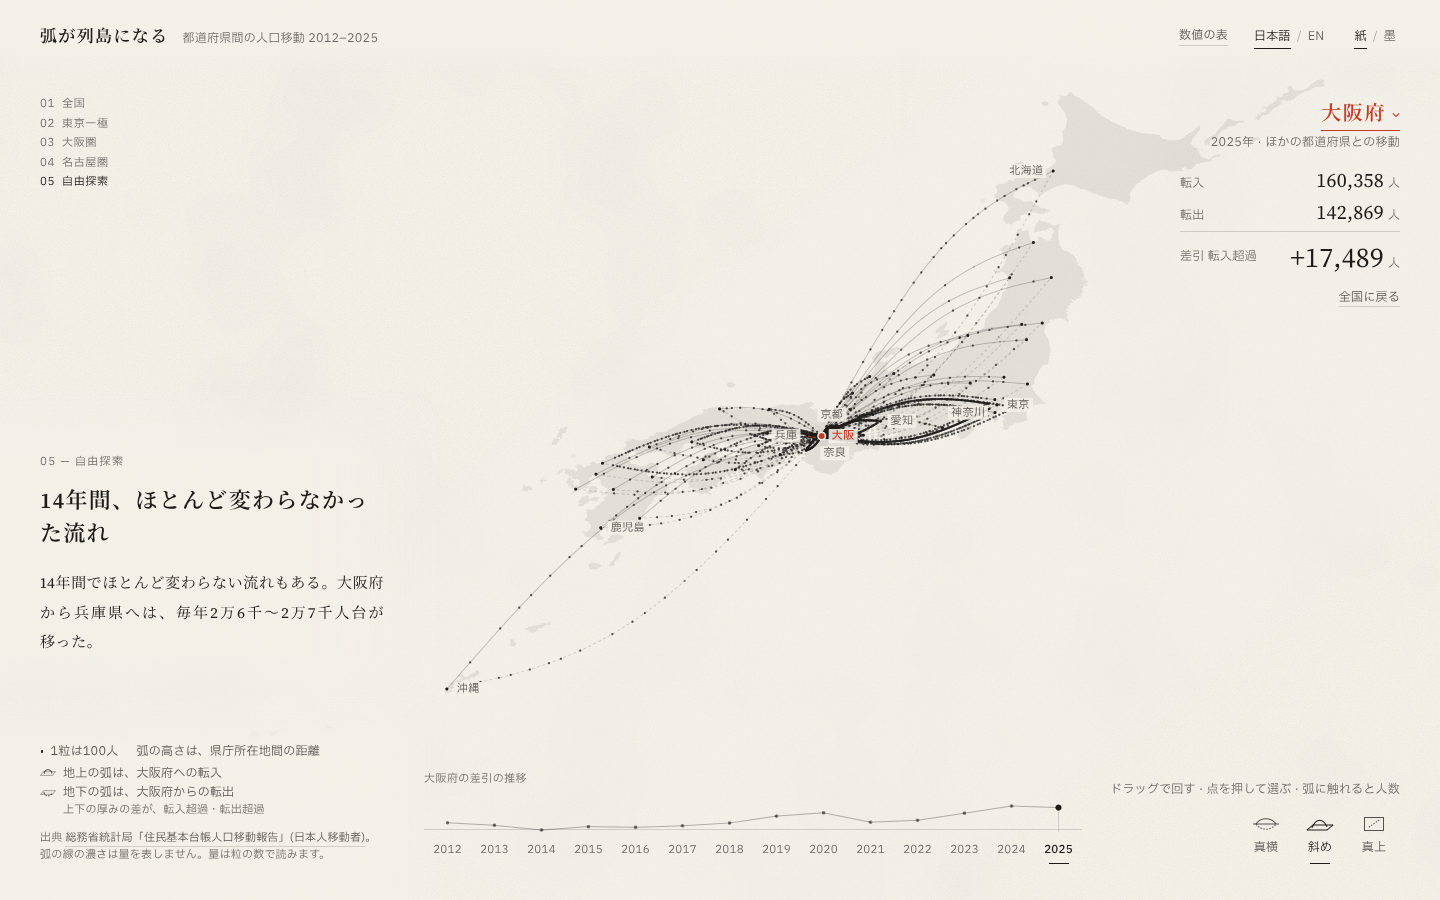 弧が列島になる 都道府県間の人口移動 2012–2025
数値の表 日本語 / EN 紙 / 墨
01 全国
02 東京一極
03 大阪圏
04 名古屋圏
05 自由探索
大阪府
2025年 · ほかの都道府県との移動
転入 160,358 人
転出 142,869 人
差引 転入超過 +17,489 人
全国に戻る
北海道
東京
神奈川
愛知
京都
大阪
兵庫
奈良
鹿児島
沖縄
05 — 自由探索
14年間、ほとんど変わらなかっ
た流れ
14年間でほとんど変わらない流れもある。大阪府
から兵庫県へは、毎年2万6千〜2万7千人台が
移った。
1粒は100人 弧の高さは、県庁所在地間の距離
地上の弧は、大阪府への転入
地下の弧は、大阪府からの転出
上下の厚みの差が、転入超過・転出超過
出典 総務省統計局「住民基本台帳人口移動報告」(日本人移動者)。
弧の線の濃さは量を表しません。量は粒の数で読みます。
大阪府の差引の推移
2012 2013 2014 2015 2016 2017 2018 2019 2020 2021 2022 2023 2024 2025
ドラッグで回す · 点を押して選ぶ · 弧に触れると人数
真横 斜め 真上